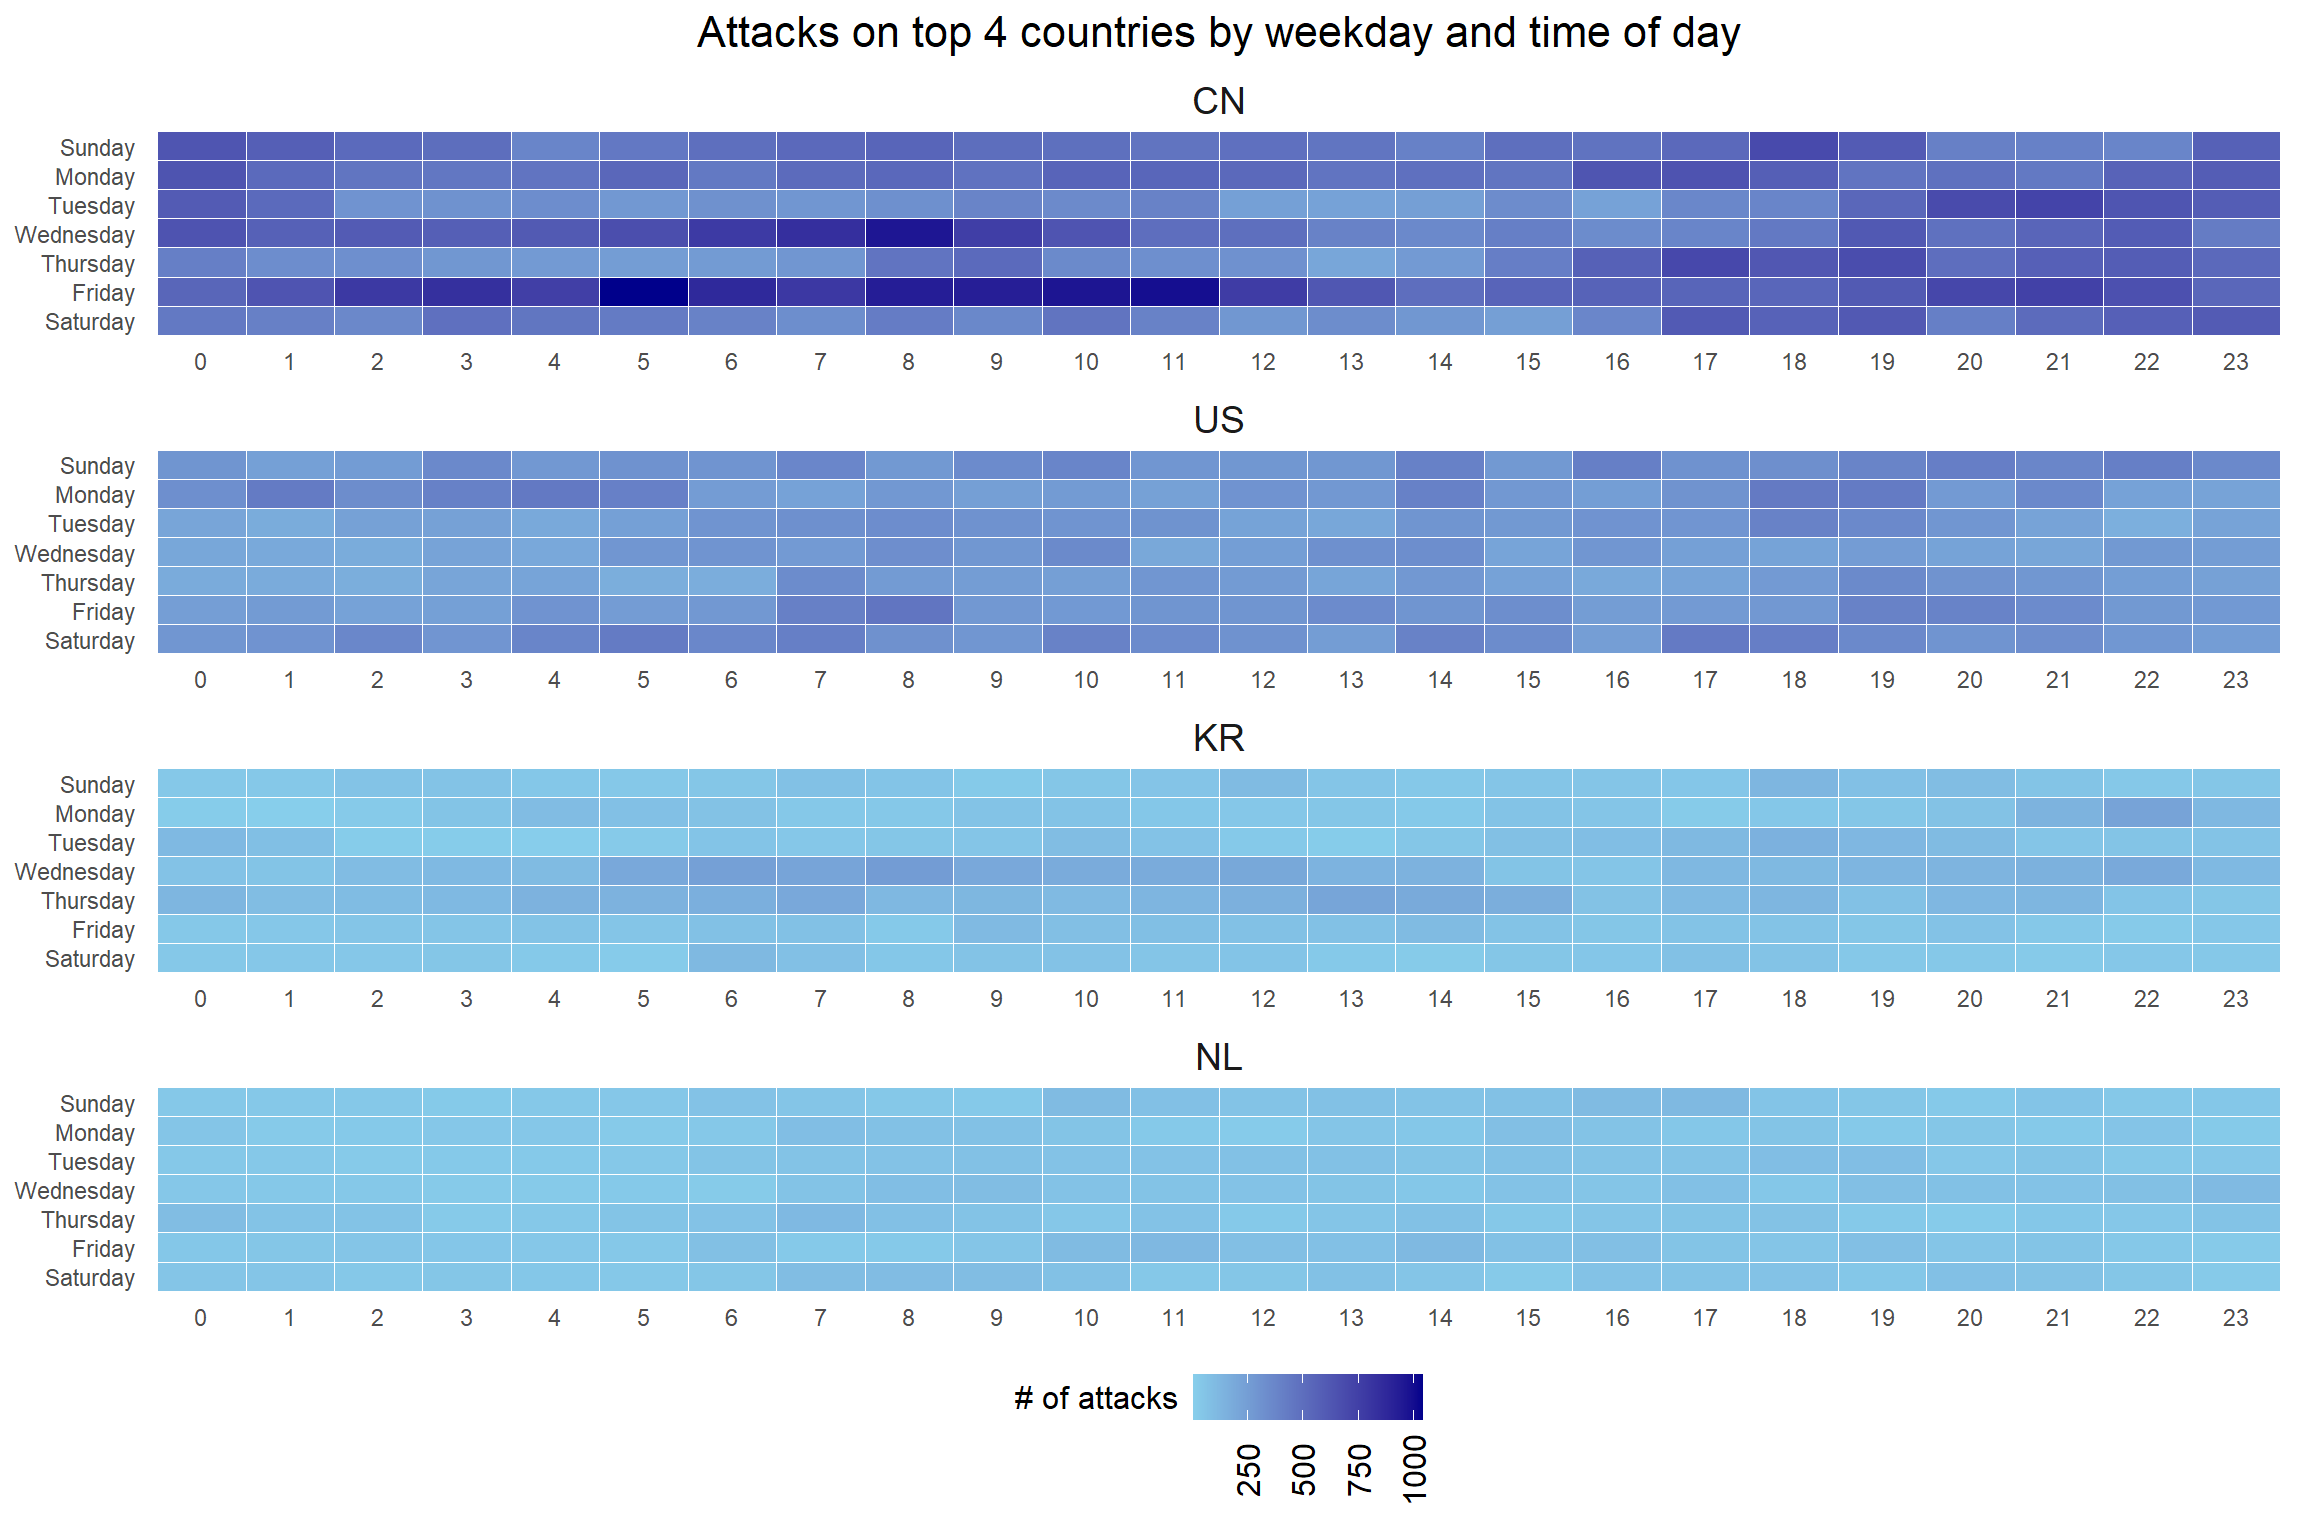 Attacks on top 4 countries by weekday and time of day
CN
Sunday
Monday
Tuesday
Wednesday
Thursday
Friday
Saturday
0 1 2 3 4 5 6 7 8 9 10 11 12 13 14 15 16 17 18 19 20 21 22 23
US
Sunday
Monday
Tuesday
Wednesday
Thursday
Friday
Saturday
0 1 2 3 4 5 6 7 8 9 10 11 12 13 14 15 16 17 18 19 20 21 22 23
KR
Sunday
Monday
Tuesday
Wednesday
Thursday
Friday
Saturday
0 1 2 3 4 5 6 7 8 9 10 11 12 13 14 15 16 17 18 19 20 21 22 23
NL
Sunday
Monday
Tuesday
Wednesday
Thursday
Friday
Saturday
0 1 2 3 4 5 6 7 8 9 10 11 12 13 14 15 16 17 18 19 20 21 22 23
# of attacks
250 500 750 1000